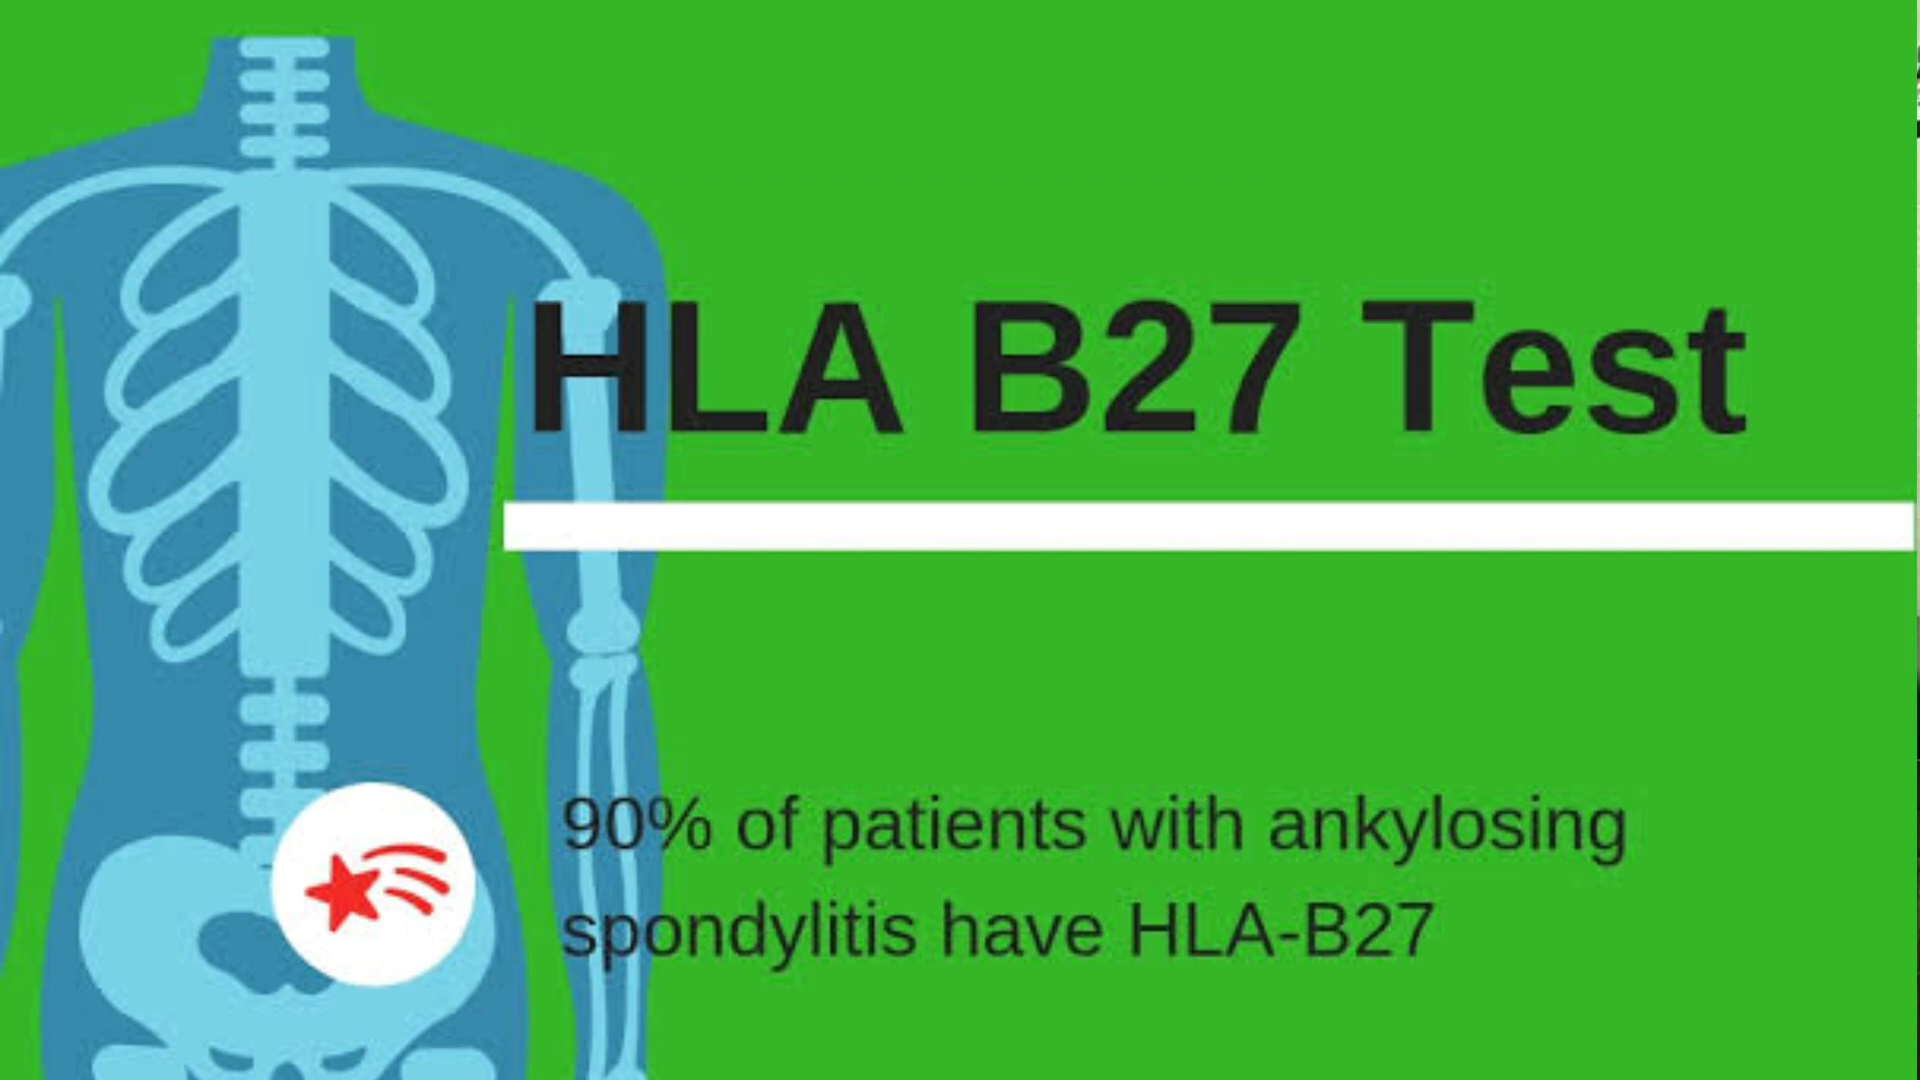 HLA B27 Test
90% of patients with ankylosing
spondylitis have HLA-B27